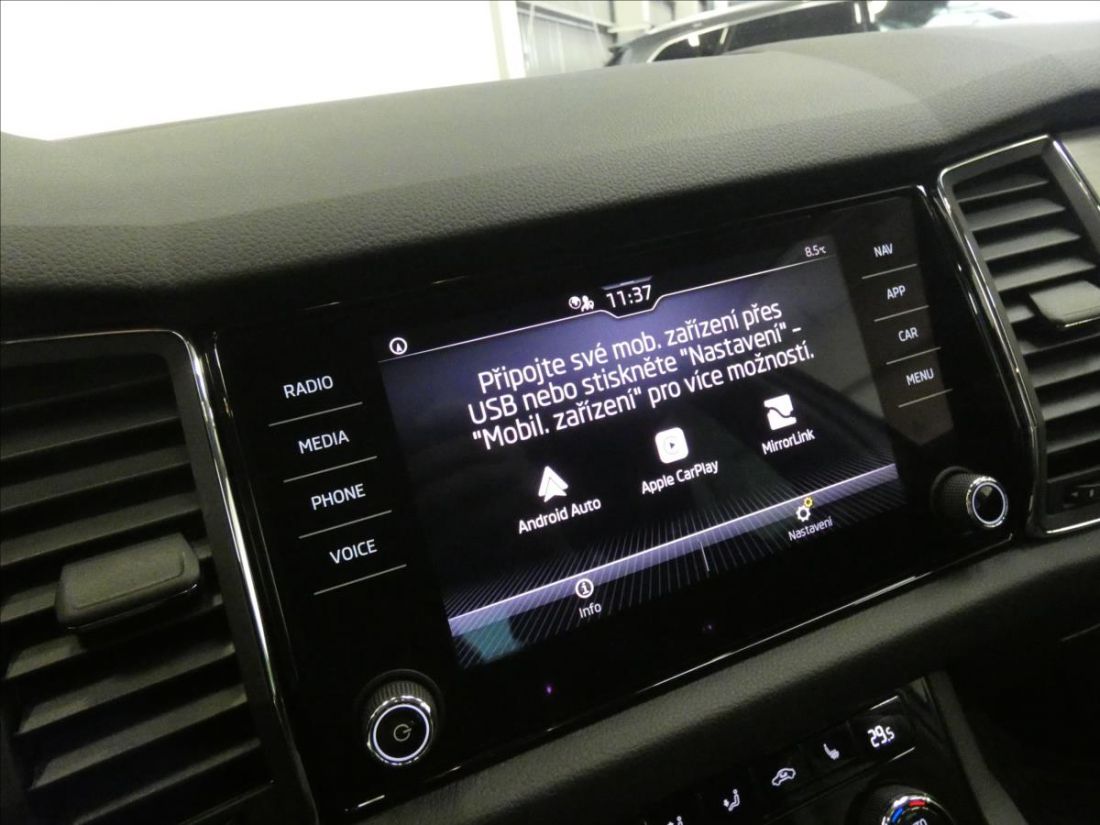 8.5°C
11:37
Připojte své mob. zařízení přes
USB nebo stiskněte "Nastavení" –
"Mobil. zařízení" pro více možností.
Android Auto
Apple CarPlay
MirrorLink
Info
Nastavení
RADIO
MEDIA
PHONE
VOICE
NAV
APP
CAR
MENU
29.5